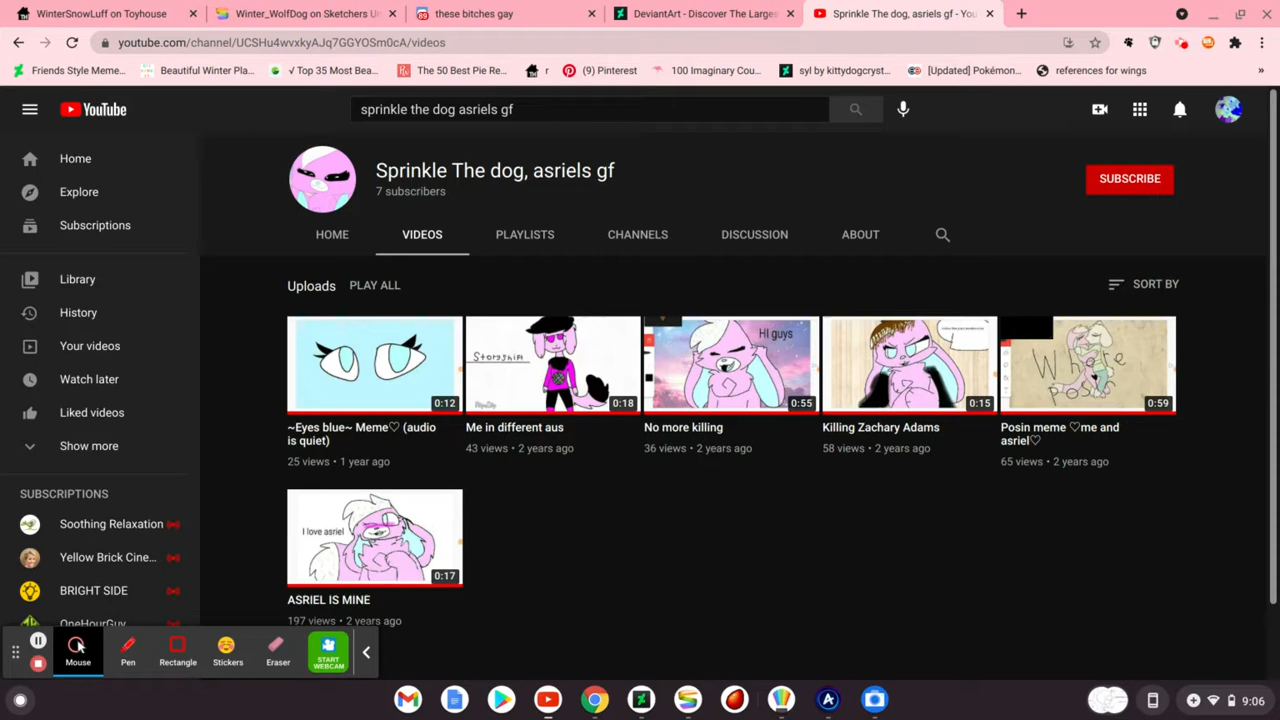 WinterSnowLuff on Toyhouse
Winter_WolfDog on Sketchers Un
these bitches gay
DeviantArt - Discover The Larges
Sprinkle The dog, asriels gf - You
youtube.com/channel/UCSHu4wvxkyAJq7GGYOSm0cA/videos
Friends Style Meme...
Beautiful Winter Pla...
√ Top 35 Most Bea...
The 50 Best Pie Re...
r
(9) Pinterest
100 Imaginary Cou...
syl by kittydogcryst...
[Updated] Pokémon...
references for wings
YouTube
sprinkle the dog asriels gf
Home
Explore
Subscriptions
Library
History
Your videos
Watch later
Liked videos
Show more
SUBSCRIPTIONS
Soothing Relaxation
Yellow Brick Cine...
BRIGHT SIDE
OneHourGuy
Sprinkle The dog, asriels gf
7 subscribers
SUBSCRIBE
HOME
VIDEOS
PLAYLISTS
CHANNELS
DISCUSSION
ABOUT
Uploads
PLAY ALL
SORT BY
0:12
~Eyes blue~ Meme♡ (audio
is quiet)
25 views • 1 year ago
0:18
Me in different aus
43 views • 2 years ago
HI guys
0:55
No more killing
36 views • 2 years ago
0:15
Killing Zachary Adams
58 views • 2 years ago
0:59
Posin meme ♡me and
asriel♡
65 views • 2 years ago
I love asriel
0:17
ASRIEL IS MINE
197 views • 2 years ago
Mouse
Pen
Rectangle
Stickers
Eraser
START
WEBCAM
9:06